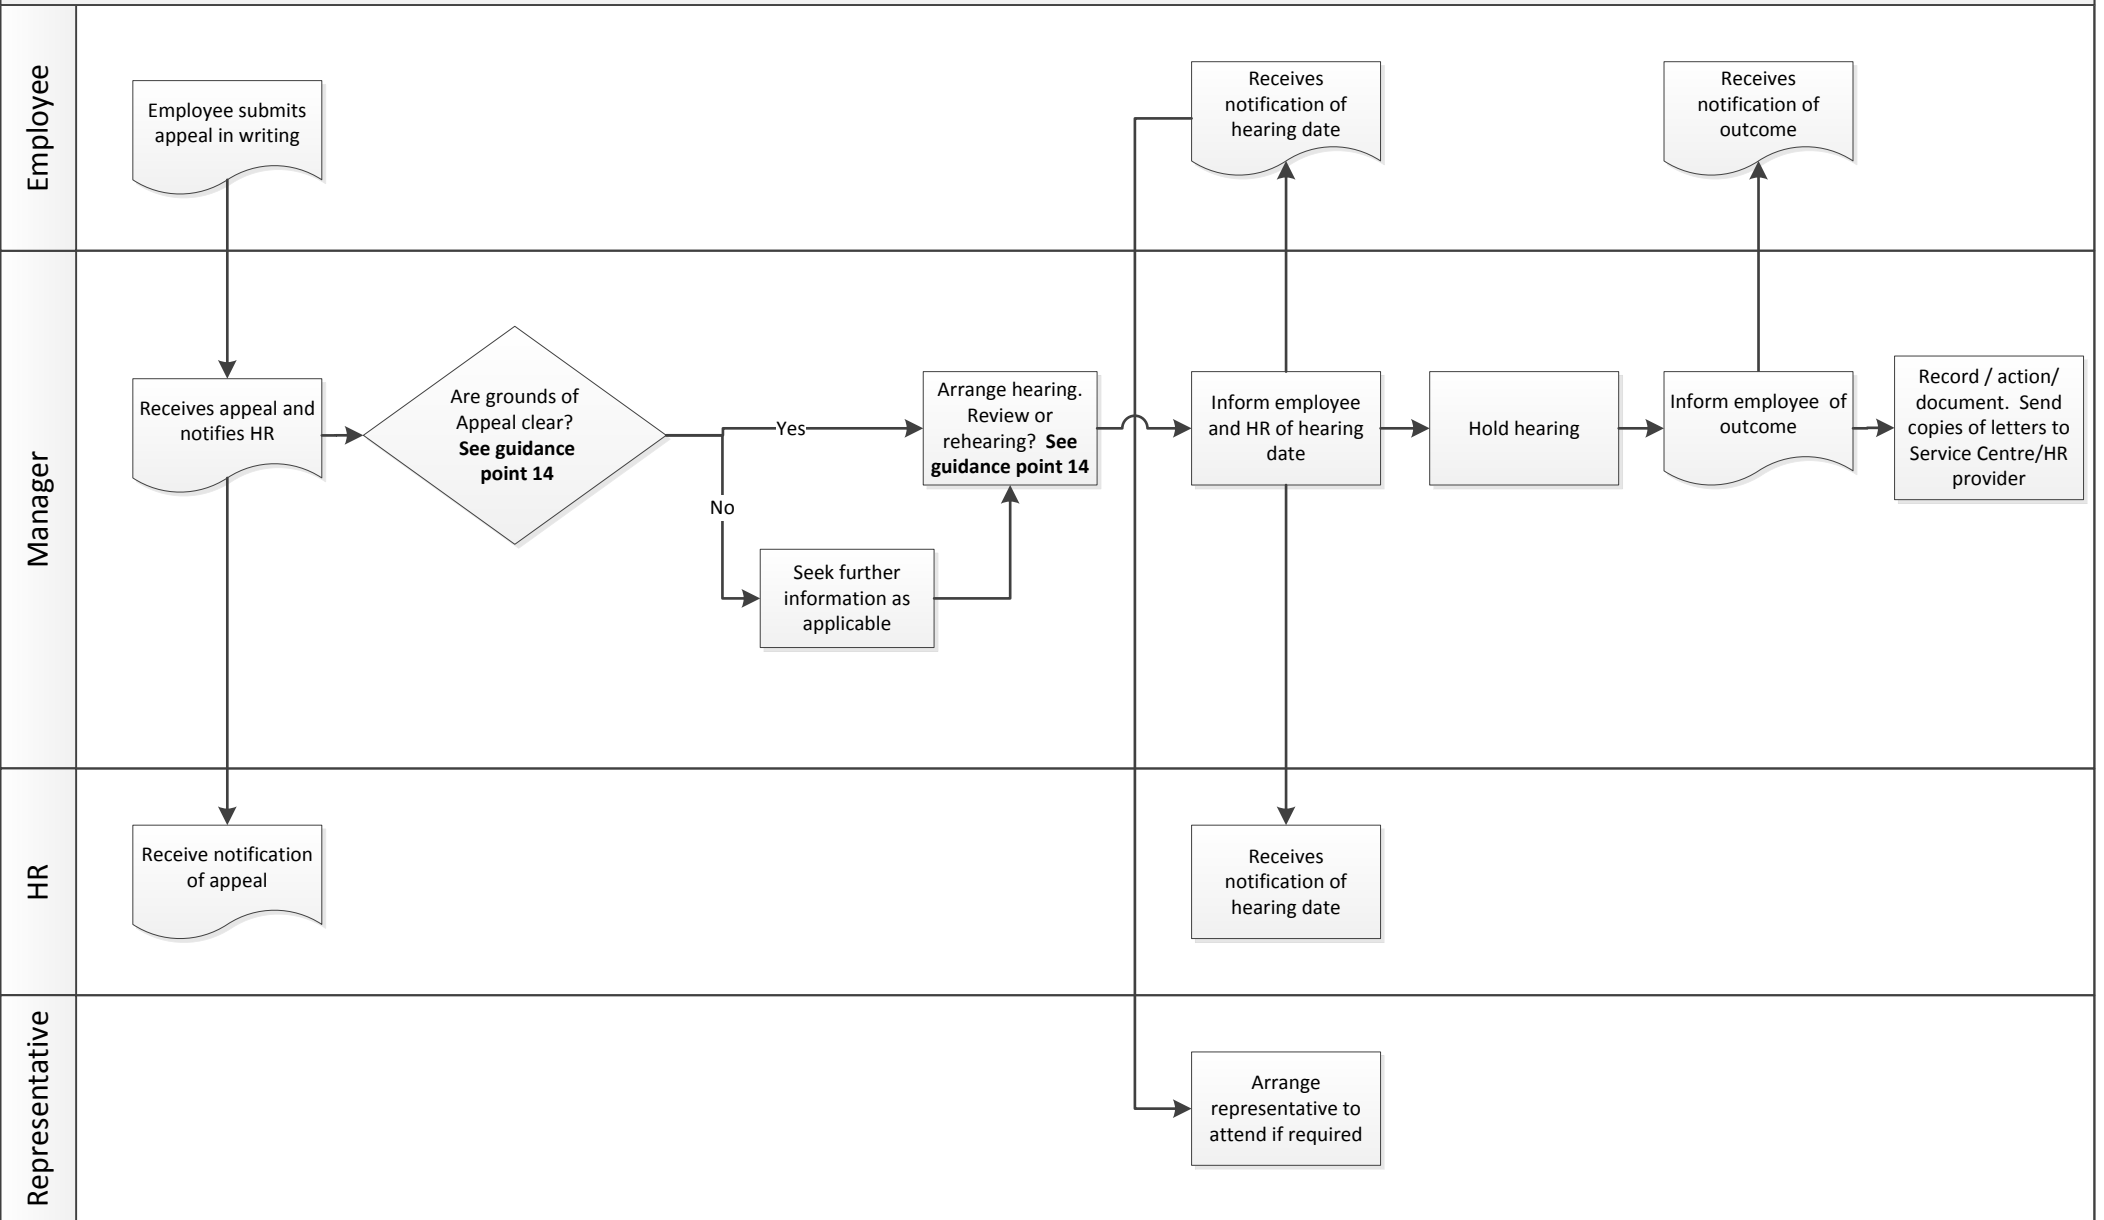 Employee
Employee submits
appeal in writing
Receives
notification of
hearing date
Receives
notification of
outcome
Manager
Receives appeal and
notifies HR
Are grounds of
Appeal clear?
See guidance
point 14
Yes
No
Seek further
information as
applicable
Arrange hearing.
Review or
rehearing?  See
guidance point 14
Inform employee
and HR of hearing
date
Hold hearing
Inform employee  of
outcome
Record / action/
document.  Send
copies of letters to
Service Centre/HR
provider
HR
Receive notification
of appeal
Receives
notification of
hearing date
Representative
Arrange
representative to
attend if required